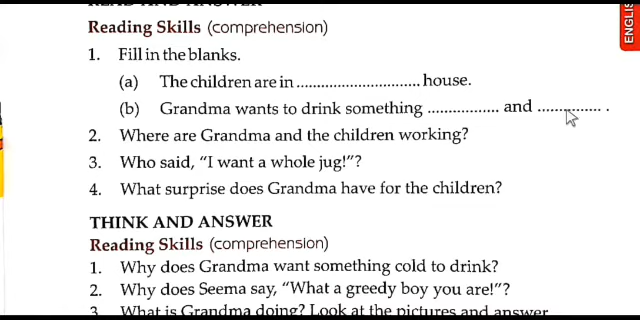 READ AND ANSWER
Reading Skills (comprehension)
1. Fill in the blanks.
(a) The children are in .............................. house.
(b) Grandma wants to drink something ................. and ............... .
2. Where are Grandma and the children working?
3. Who said, “I want a whole jug!”?
4. What surprise does Grandma have for the children?
THINK AND ANSWER
Reading Skills (comprehension)
1. Why does Grandma want something cold to drink?
2. Why does Seema say, “What a greedy boy you are!”?
3. What is Grandma doing? Look at the pictures and answer
ENGLIS